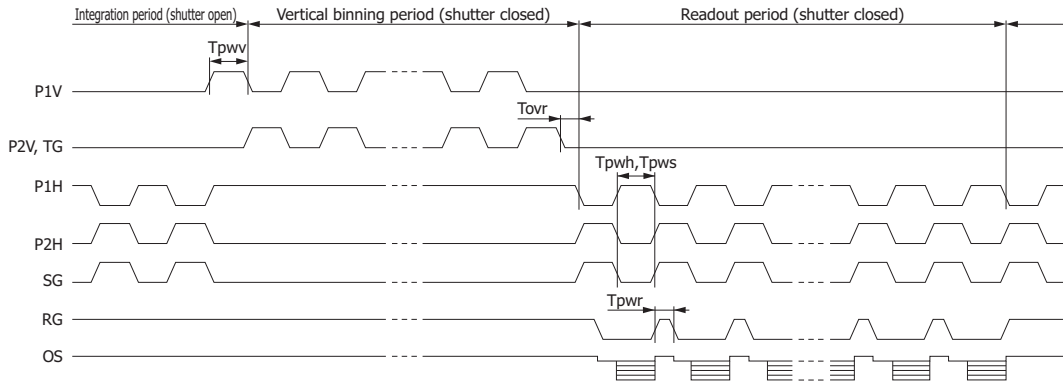 Integration period (shutter open)
Vertical binning period (shutter closed)
Readout period (shutter closed)
Tpwv
P1V
Tovr
P2V, TG
Tpwh,Tpws
P1H
P2H
SG
Tpwr
RG
OS